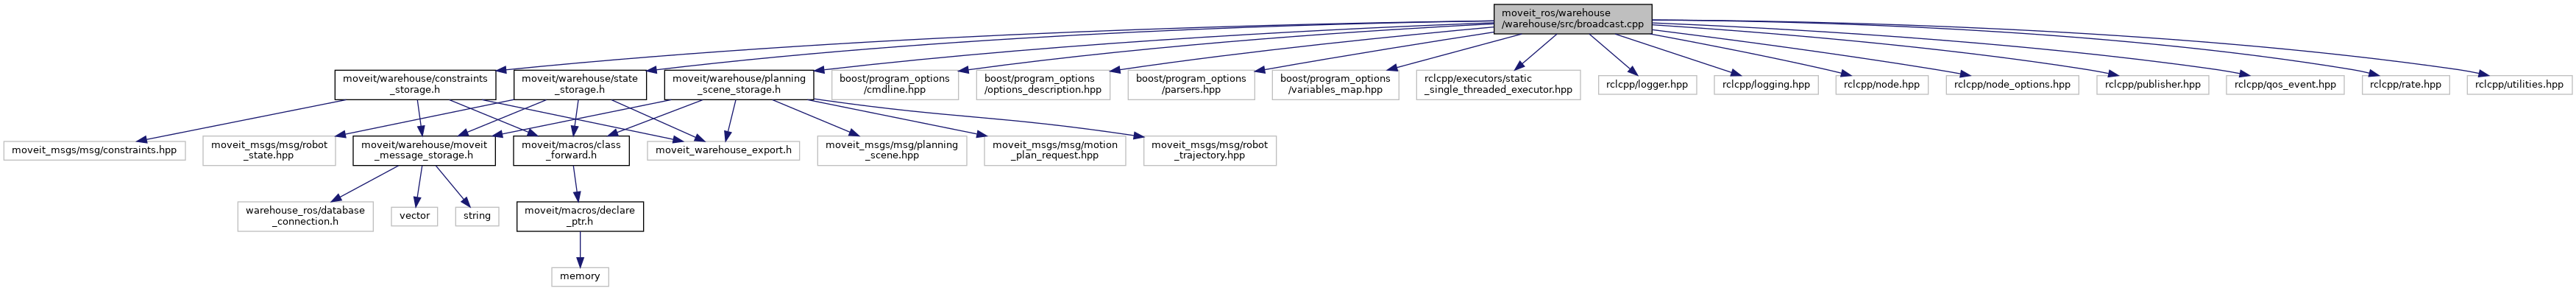 moveit_ros/warehouse
/warehouse/src/broadcast.cpp
moveit/warehouse/constraints
_storage.h
moveit/warehouse/state
_storage.h
moveit/warehouse/planning
_scene_storage.h
boost/program_options
/cmdline.hpp
boost/program_options
/options_description.hpp
boost/program_options
/parsers.hpp
boost/program_options
/variables_map.hpp
rclcpp/executors/static
_single_threaded_executor.hpp
rclcpp/logger.hpp
rclcpp/logging.hpp
rclcpp/node.hpp
rclcpp/node_options.hpp
rclcpp/publisher.hpp
rclcpp/qos_event.hpp
rclcpp/rate.hpp
rclcpp/utilities.hpp
moveit_msgs/msg/constraints.hpp
moveit_msgs/msg/robot
_state.hpp
moveit/warehouse/moveit
_message_storage.h
moveit/macros/class
_forward.h
moveit_warehouse_export.h
moveit_msgs/msg/planning
_scene.hpp
moveit_msgs/msg/motion
_plan_request.hpp
moveit_msgs/msg/robot
_trajectory.hpp
warehouse_ros/database
_connection.h
vector
string
moveit/macros/declare
_ptr.h
memory